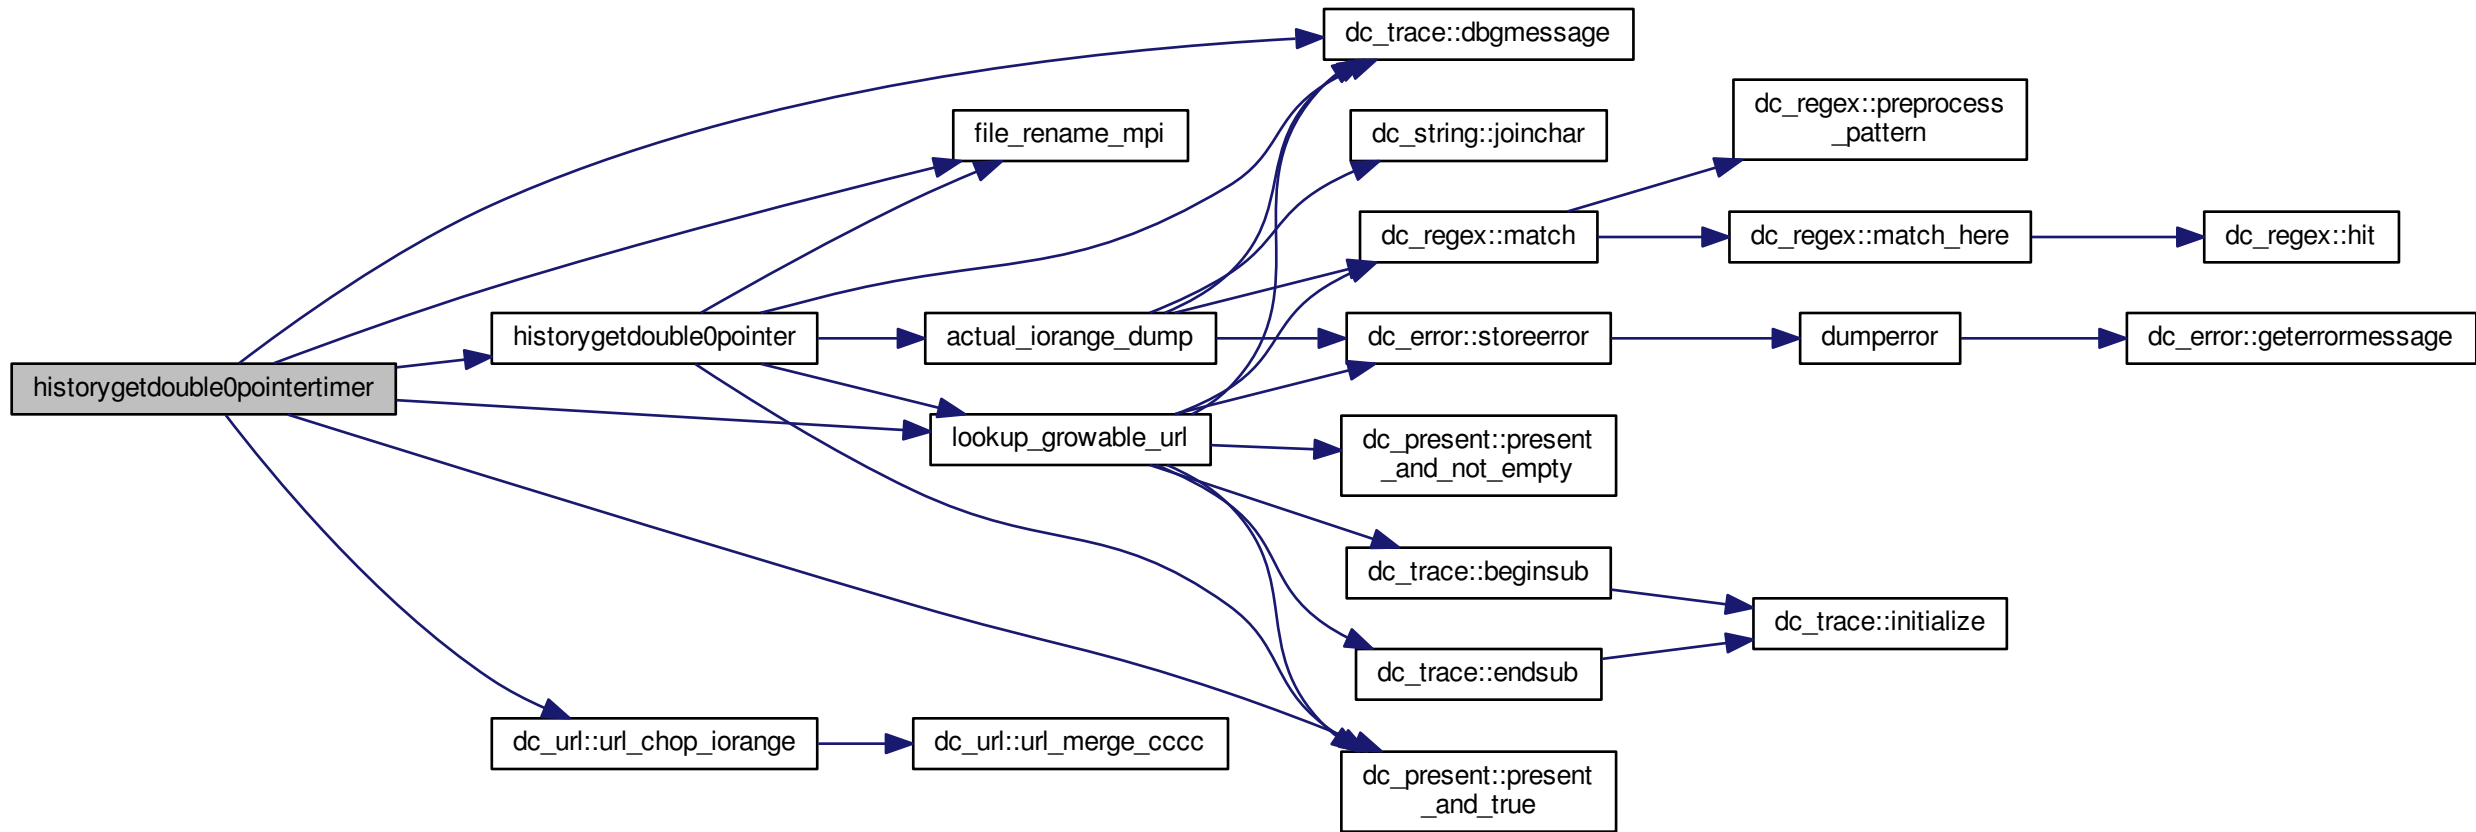 dc_trace::dbgmessage
file_rename_mpi
dc_string::joinchar
dc_regex::preprocess
_pattern
dc_regex::match
dc_regex::match_here
dc_regex::hit
historygetdouble0pointer
actual_iorange_dump
dc_error::storeerror
dumperror
dc_error::geterrormessage
historygetdouble0pointertimer
lookup_growable_url
dc_present::present
_and_not_empty
dc_trace::beginsub
dc_trace::initialize
dc_trace::endsub
dc_url::url_chop_iorange
dc_url::url_merge_cccc
dc_present::present
_and_true